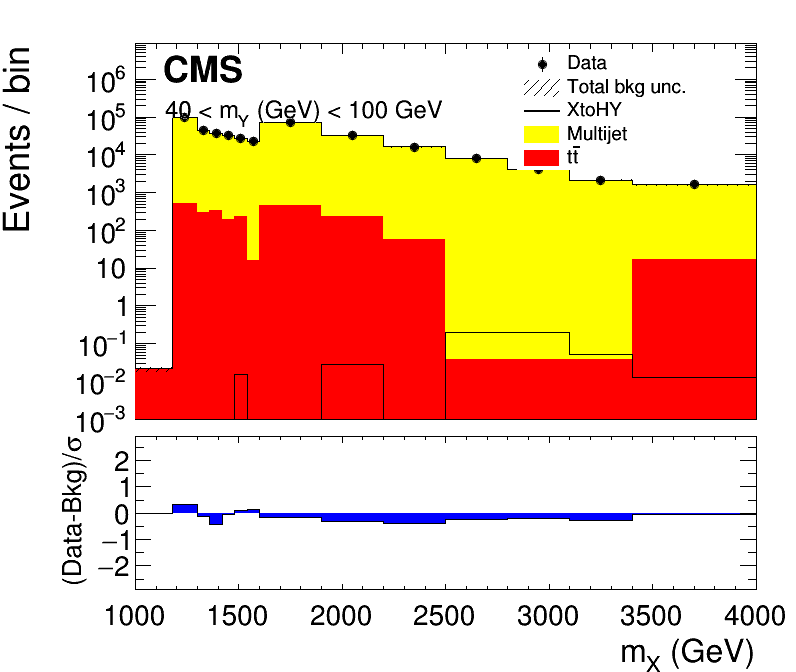 CMS
40 < mY (GeV) < 100 GeV
Data
Total bkg unc.
XtoHY
Multijet
tt̄
Events / bin
10⁶
10⁵
10⁴
10³
10²
10
1
10⁻¹
10⁻²
10⁻³
(Data-Bkg)/σ
2
1
0
−1
−2
1000 1500 2000 2500 3000 3500 4000
mX (GeV)